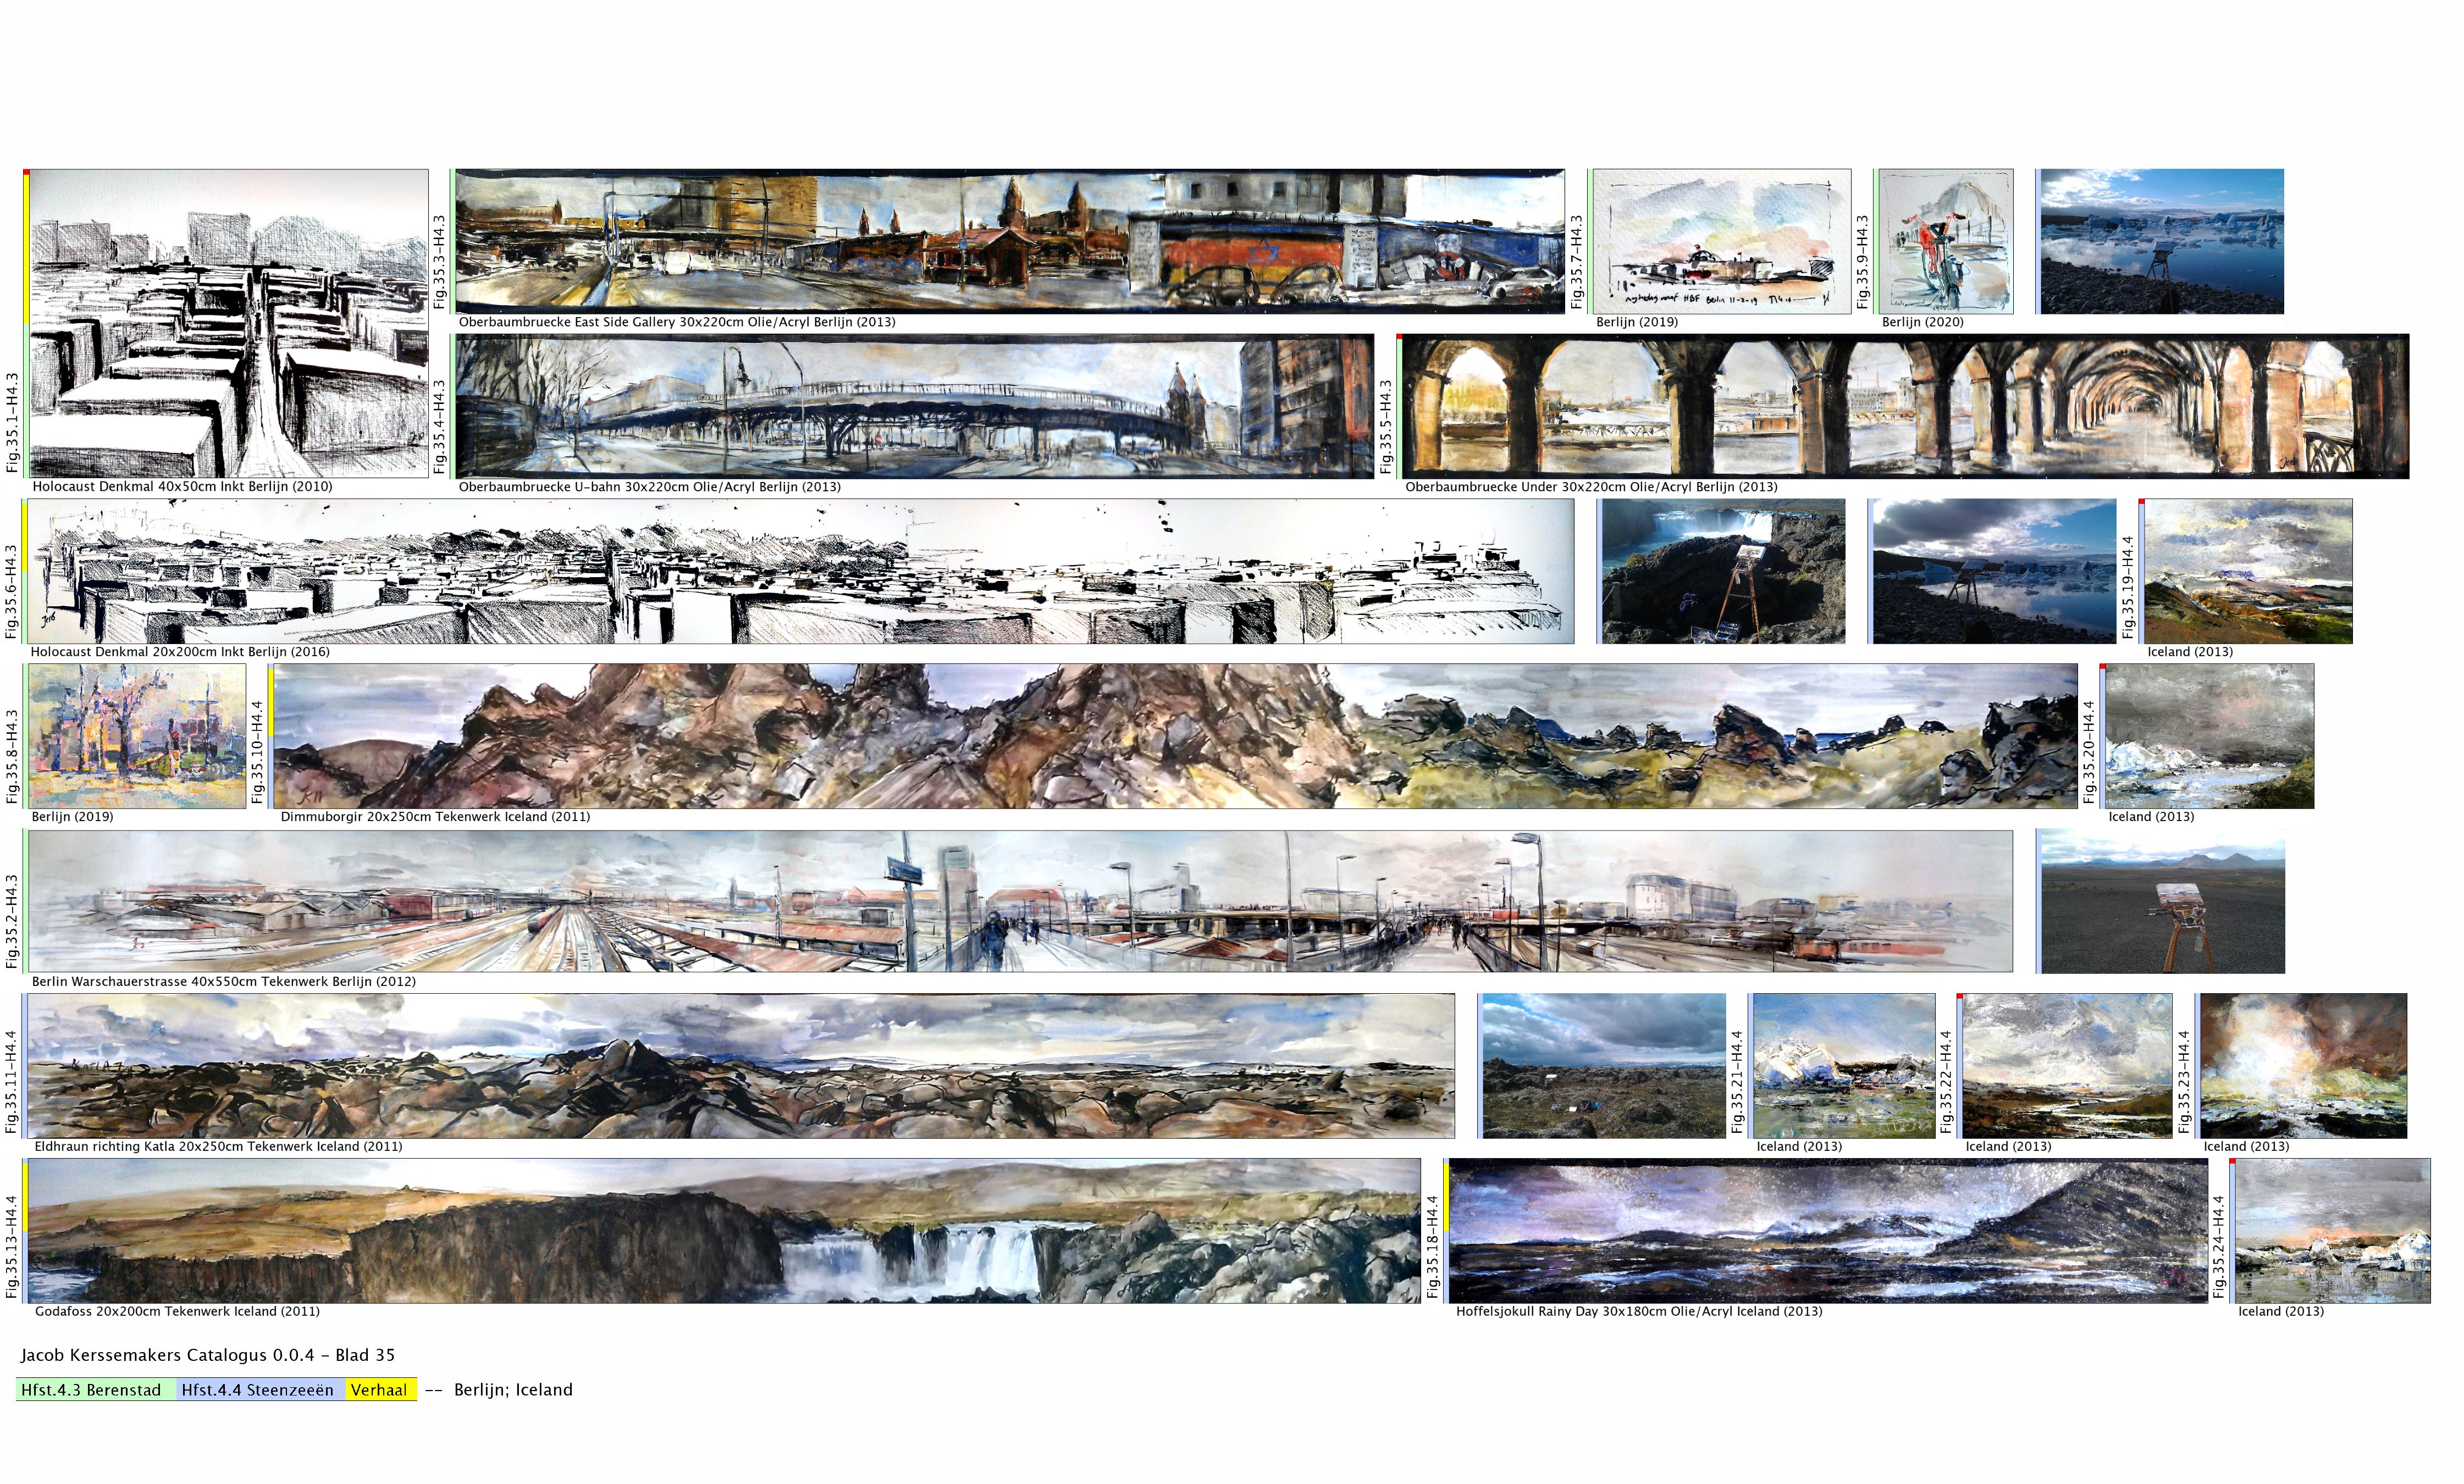 Fig.35.1-H4.3
Holocaust Denkmal 40x50cm Inkt Berlijn (2010)
Fig.35.3-H4.3
Oberbaumbruecke East Side Gallery 30x220cm Olie/Acryl Berlijn (2013)
Fig.35.7-H4.3
HBF Berlin 11-2-19
Berlijn (2019)
Fig.35.9-H4.3
Berlijn (2020)
Fig.35.4-H4.3
Oberbaumbruecke U-bahn 30x220cm Olie/Acryl Berlijn (2013)
Fig.35.5-H4.3
Oberbaumbruecke Under 30x220cm Olie/Acryl Berlijn (2013)
Fig.35.6-H4.3
Holocaust Denkmal 20x200cm Inkt Berlijn (2016)
Fig.35.19-H4.4
Iceland (2013)
Fig.35.8-H4.3
Berlijn (2019)
Fig.35.10-H4.4
Dimmuborgir 20x250cm Tekenwerk Iceland (2011)
Fig.35.20-H4.4
Iceland (2013)
Fig.35.2-H4.3
Berlin Warschauerstrasse 40x550cm Tekenwerk Berlijn (2012)
Fig.35.11-H4.4
Eldhraun richting Katla 20x250cm Tekenwerk Iceland (2011)
Fig.35.21-H4.4
Iceland (2013)
Fig.35.22-H4.4
Iceland (2013)
Fig.35.23-H4.4
Iceland (2013)
Fig.35.13-H4.4
Godafoss 20x200cm Tekenwerk Iceland (2011)
Fig.35.18-H4.4
Hoffelsjokull Rainy Day 30x180cm Olie/Acryl Iceland (2013)
Fig.35.24-H4.4
Iceland (2013)
Jacob Kerssemakers Catalogus 0.0.4 - Blad 35
Hfst.4.3 Berenstad Hfst.4.4 Steenzeeën Verhaal -- Berlijn; Iceland